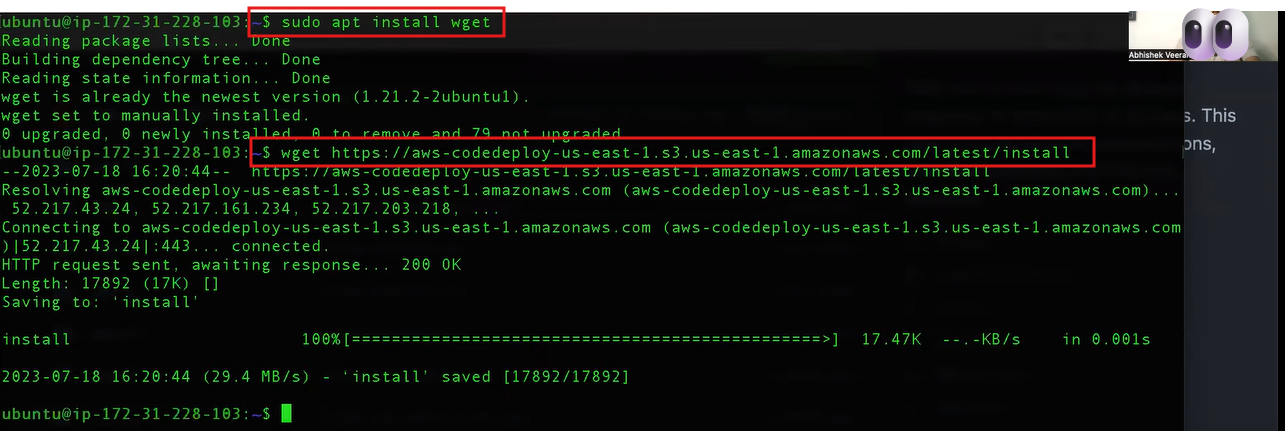 ubuntu@ip-172-31-228-103:~$ sudo apt install wget
Reading package lists... Done
Building dependency tree... Done
Reading state information... Done
wget is already the newest version (1.21.2-2ubuntu1).
wget set to manually installed.
0 upgraded, 0 newly installed, 0 to remove and 79 not upgraded
ubuntu@ip-172-31-228-103:~$ wget https://aws-codedeploy-us-east-1.s3.us-east-1.amazonaws.com/latest/install
--2023-07-18 16:20:44--  https://aws-codedeploy-us-east-1.s3.us-east-1.amazonaws.com/latest/install
Resolving aws-codedeploy-us-east-1.s3.us-east-1.amazonaws.com (aws-codedeploy-us-east-1.s3.us-east-1.amazonaws.com)...
52.217.43.24, 52.217.161.234, 52.217.203.218, ...
Connecting to aws-codedeploy-us-east-1.s3.us-east-1.amazonaws.com (aws-codedeploy-us-east-1.s3.us-east-1.amazonaws.com
)|52.217.43.24|:443... connected.
HTTP request sent, awaiting response... 200 OK
Length: 17892 (17K) []
Saving to: ‘install’
install 100%[===============================================>] 17.47K --.-KB/s in 0.001s
2023-07-18 16:20:44 (29.4 MB/s) - ‘install’ saved [17892/17892]
ubuntu@ip-172-31-228-103:~$
Abhishek
s. This
ons,